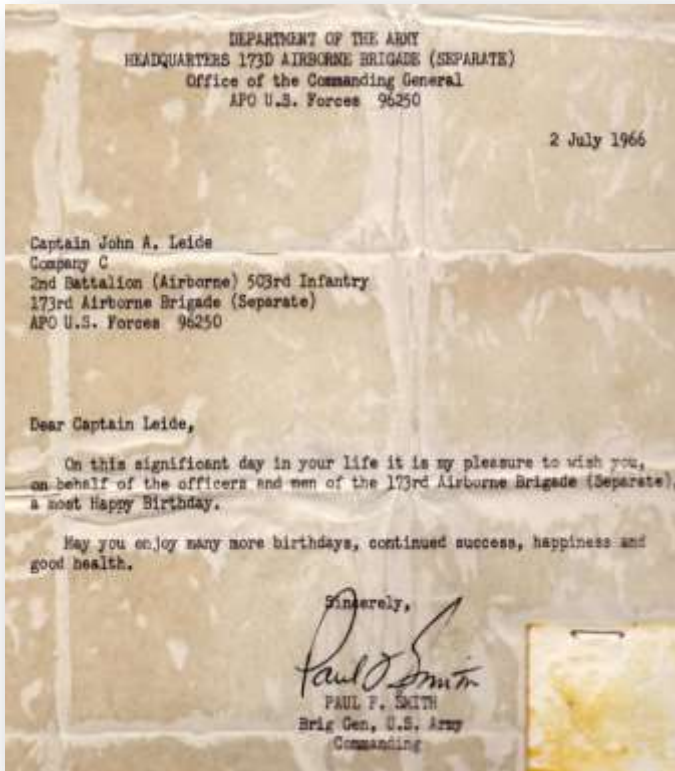 DEPARTMENT OF THE ARMY
HEADQUARTERS 173D AIRBORNE BRIGADE (SEPARATE)
Office of the Commanding General
APO U.S. Forces 96250
2 July 1966
Captain John A. Leide
Company C
2nd Battalion (Airborne) 503rd Infantry
173rd Airborne Brigade (Separate)
APO U.S. Forces 96250
Dear Captain Leide,
On this significant day in your life it is my pleasure to wish you,
on behalf of the officers and men of the 173rd Airborne Brigade (Separate),
a most Happy Birthday.
May you enjoy many more birthdays, continued success, happiness and
good health.
Sincerely,
Paul F. Smith
PAUL F. SMITH
Brig Gen, U.S. Army
Commanding